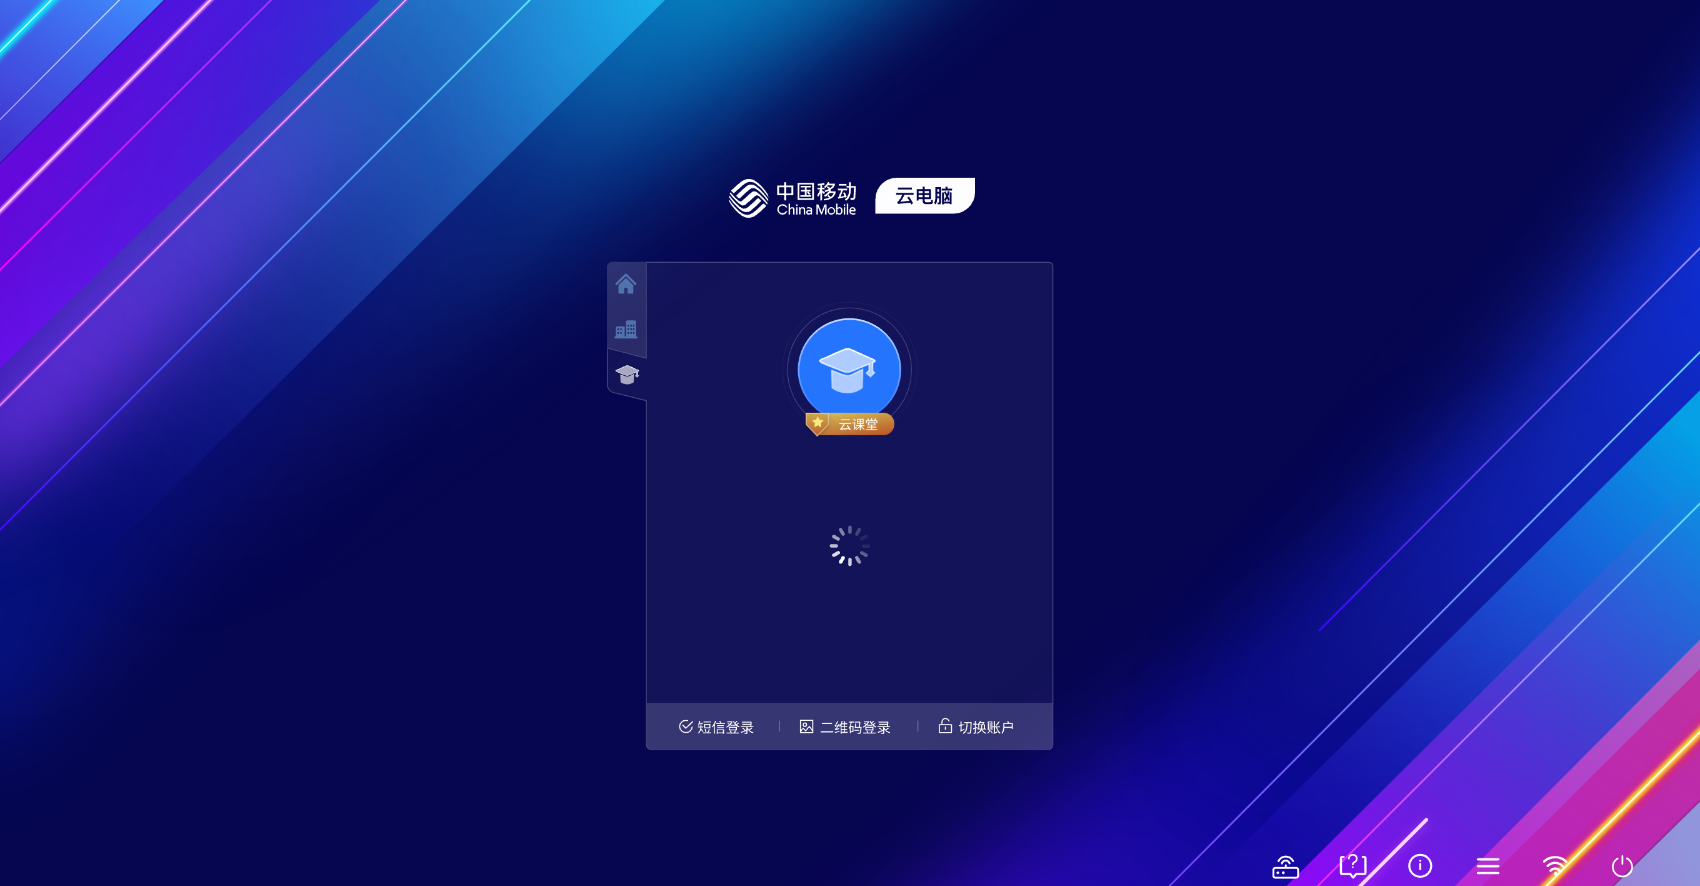 中国移动
China Mobile
云电脑
云课堂
短信登录
二维码登录
切换账户